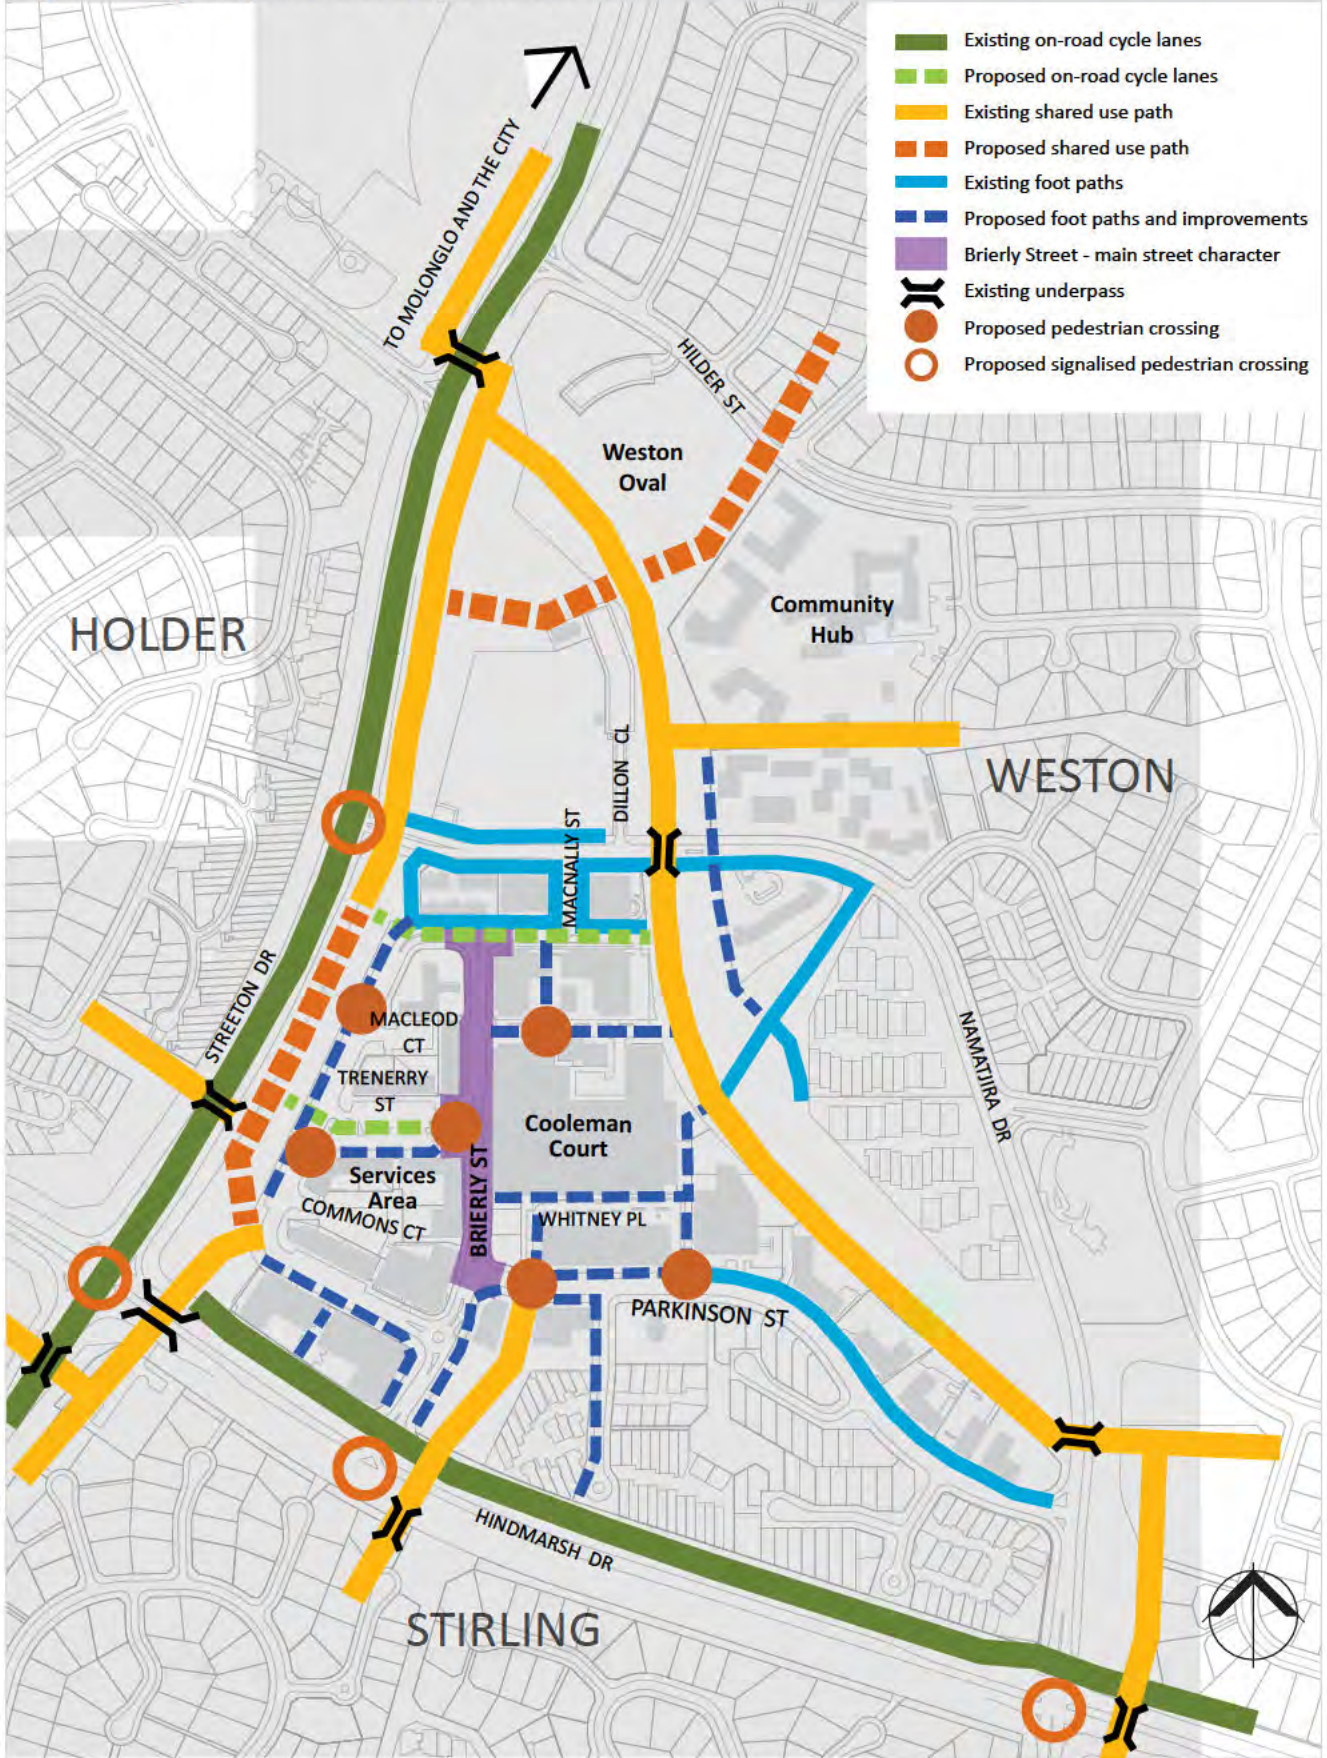 Existing on-road cycle lanes
Proposed on-road cycle lanes
Existing shared use path
Proposed shared use path
Existing foot paths
Proposed foot paths and improvements
Brierly Street - main street character
Existing underpass
Proposed pedestrian crossing
Proposed signalised pedestrian crossing
TO MOLONGLO AND THE CITY
HILDER ST
Weston
Oval
Community
Hub
HOLDER
WESTON
DILLON CL
MACNALLY ST
STREETON DR
MACLEOD
CT
TRENERRY
ST
NAMATJIRA DR
Cooleman
Court
Services
Area
COMMONS CT
BRIERLY ST
WHITNEY PL
PARKINSON ST
HINDMARSH DR
STIRLING